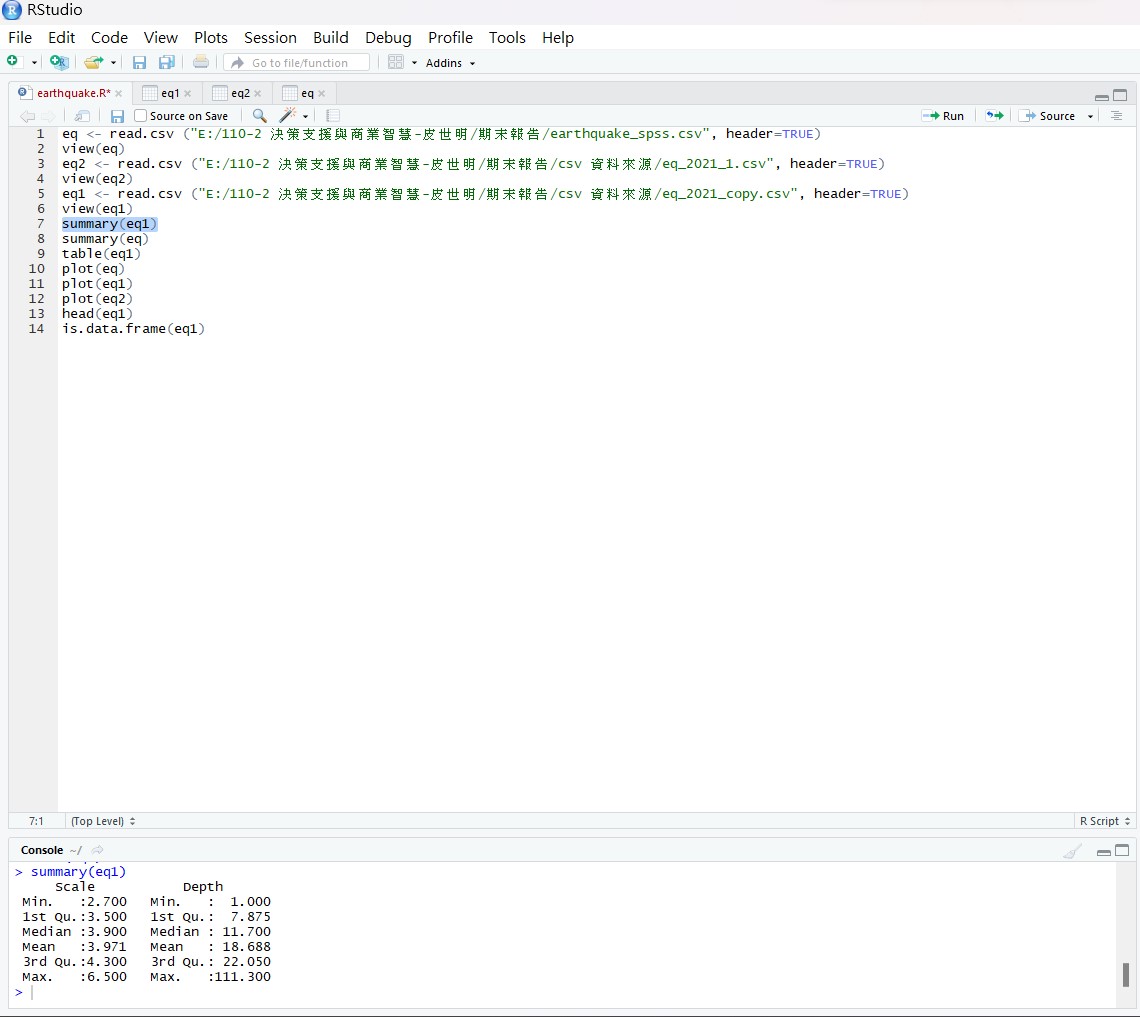 RStudio
File Edit Code View Plots Session Build Debug Profile Tools Help
Go to file/function Addins
earthquake.R* eq1 eq2 eq
Source on Save Run Source
1 eq <- read.csv ("E:/110-2 決策支援與商業智慧-皮世明/期末報告/earthquake_spss.csv", header=TRUE)
2 view(eq)
3 eq2 <- read.csv ("E:/110-2 決策支援與商業智慧-皮世明/期末報告/csv 資料來源/eq_2021_1.csv", header=TRUE)
4 view(eq2)
5 eq1 <- read.csv ("E:/110-2 決策支援與商業智慧-皮世明/期末報告/csv 資料來源/eq_2021_copy.csv", header=TRUE)
6 view(eq1)
7 summary(eq1)
8 summary(eq)
9 table(eq1)
10 plot(eq)
11 plot(eq1)
12 plot(eq2)
13 head(eq1)
14 is.data.frame(eq1)
7:1 (Top Level) R Script
Console ~/
> summary(eq1)
Scale Depth
Min. :2.700 Min. : 1.000
1st Qu.:3.500 1st Qu.: 7.875
Median :3.900 Median : 11.700
Mean :3.971 Mean : 18.688
3rd Qu.:4.300 3rd Qu.: 22.050
Max. :6.500 Max. :111.300
>